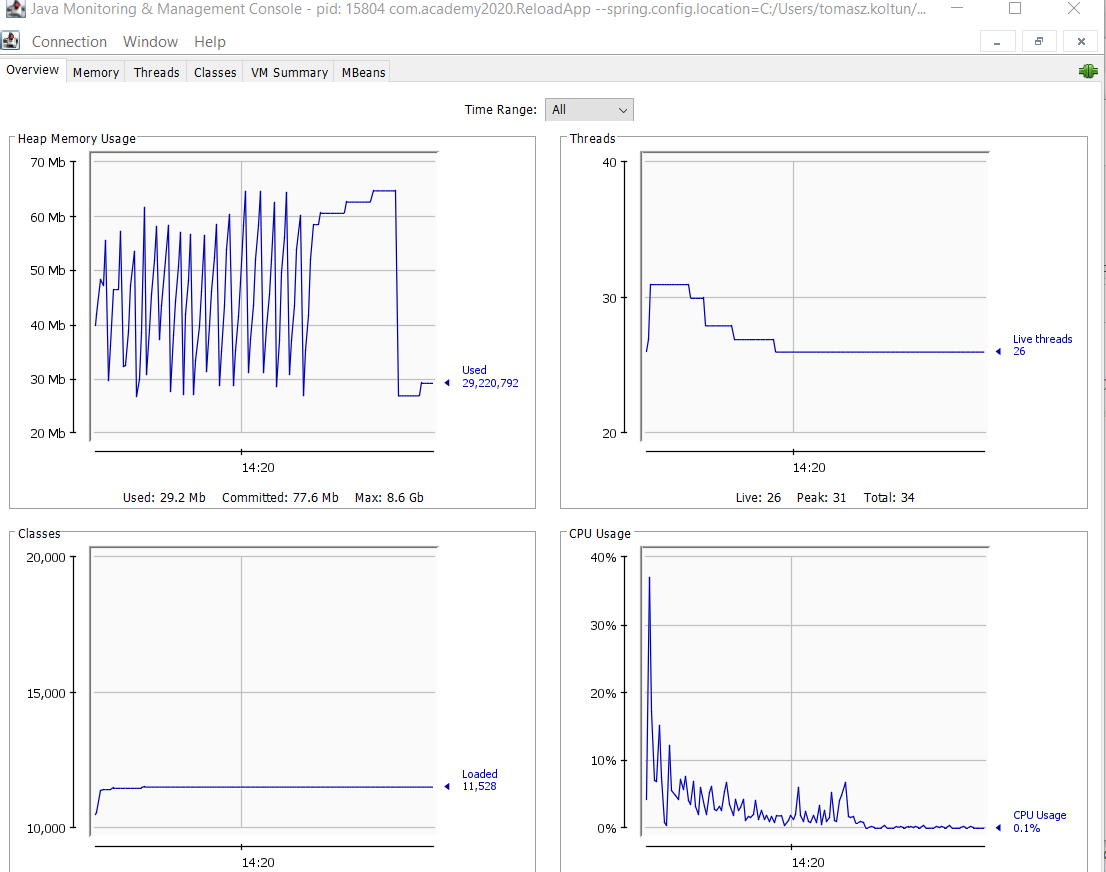 Java Monitoring & Management Console - pid: 15804 com.academy2020.ReloadApp --spring.config.location=C:/Users/tomasz.koltun/...
Connection Window Help
Overview Memory Threads Classes VM Summary MBeans
Time Range: All
Heap Memory Usage
70 Mb
60 Mb
50 Mb
40 Mb
30 Mb
20 Mb
Used
29,220,792
14:20
Used: 29.2 Mb Committed: 77.6 Mb Max: 8.6 Gb
Threads
40
30
20
Live threads
26
14:20
Live: 26 Peak: 31 Total: 34
Classes
20,000
15,000
10,000
Loaded
11,528
14:20
CPU Usage
40%
30%
20%
10%
0%
CPU Usage
0.1%
14:20